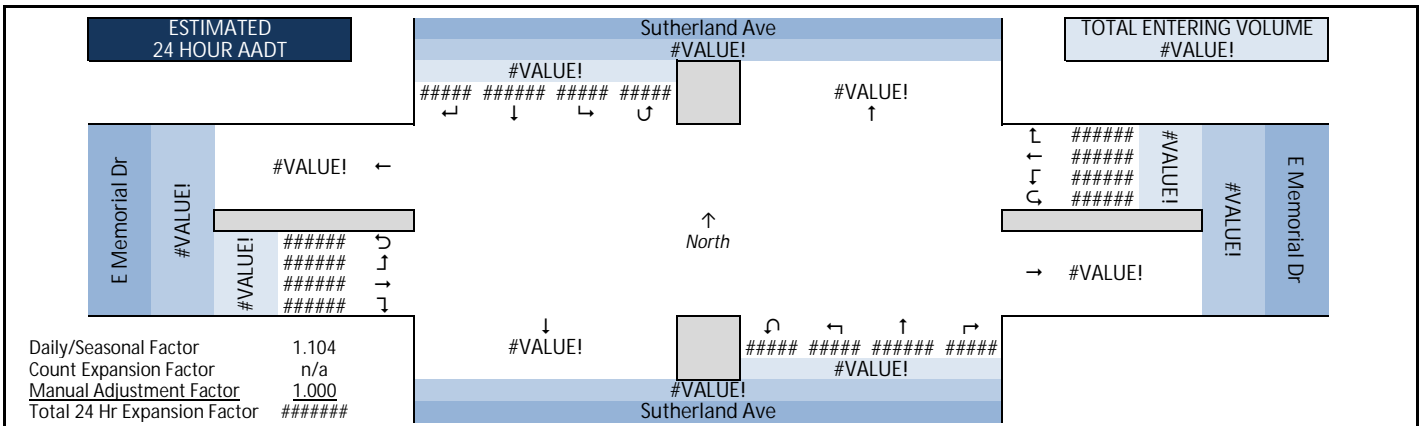 ESTIMATED
24 HOUR AADT
Sutherland Ave
#VALUE!
TOTAL ENTERING VOLUME
#VALUE!
#VALUE!
##### ###### ##### #####
#VALUE!
E Memorial Dr
#VALUE!
#VALUE!
######
######
######
######
#VALUE!
#VALUE!
E Memorial Dr
North
#VALUE!
######
######
######
######
#VALUE!
#VALUE!
##### ##### ###### #####
#VALUE!
#VALUE!
Sutherland Ave
Daily/Seasonal Factor 1.104
Count Expansion Factor n/a
Manual Adjustment Factor 1.000
Total 24 Hr Expansion Factor #######